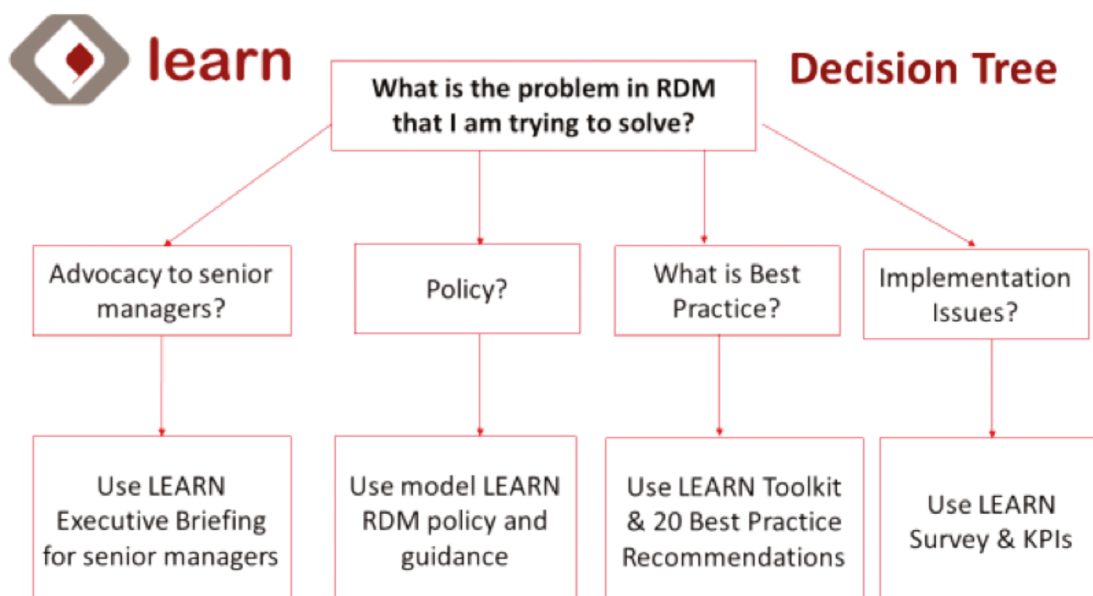 learn
Decision Tree
What is the problem in RDM
that I am trying to solve?
Advocacy to senior
managers?
Policy?
What is Best
Practice?
Implementation
Issues?
Use LEARN
Executive Briefing
for senior managers
Use model LEARN
RDM policy and
guidance
Use LEARN Toolkit
& 20 Best Practice
Recommendations
Use LEARN
Survey & KPIs